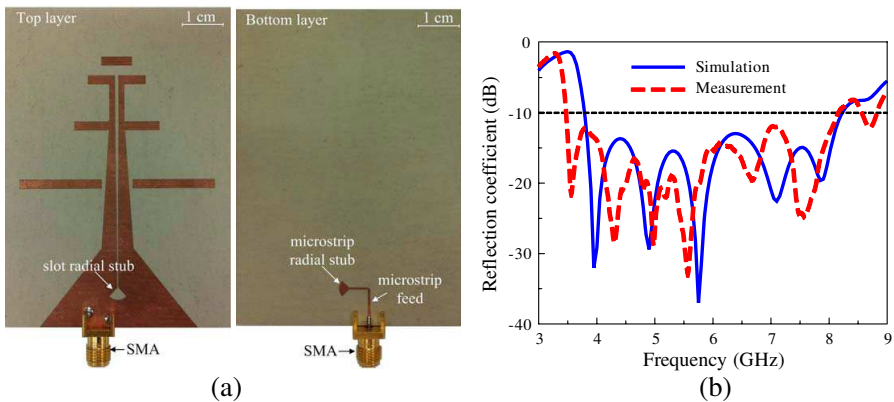 Top layer
1 cm
slot radial stub
SMA
Bottom layer
1 cm
microstrip
radial stub
microstrip
feed
SMA
(a)
Reflection coefficient (dB)
0
-10
-20
-30
-40
Simulation
Measurement
3 4 5 6 7 8 9
Frequency (GHz)
(b)